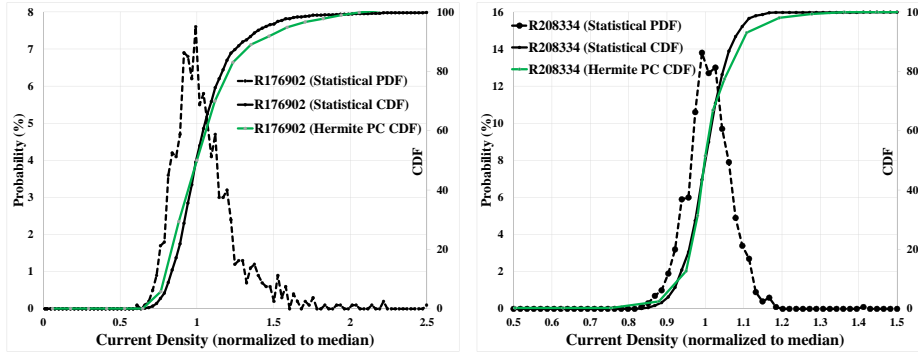 8
7
6
5
4
3
2
1
0
Probability (%)
100
80
60
40
20
0
CDF
R176902 (Statistical PDF)
R176902 (Statistical CDF)
R176902 (Hermite PC CDF)
0 0.5 1 1.5 2 2.5
Current Density (normalized to median)
16
14
12
10
8
6
4
2
0
Probability (%)
100
80
60
40
20
0
CDF
R208334 (Statistical PDF)
R208334 (Statistical CDF)
R208334 (Hermite PC CDF)
0.5 0.6 0.7 0.8 0.9 1 1.1 1.2 1.3 1.4 1.5
Current Density (normalized to median)